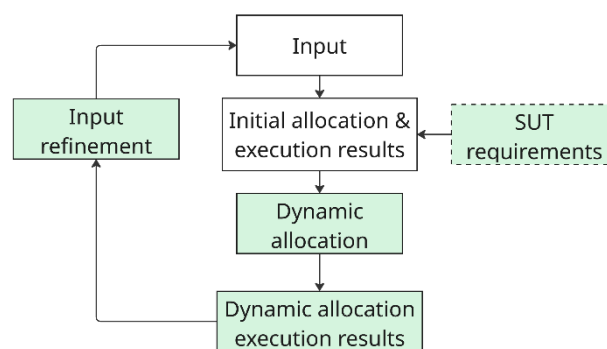 Input
Initial allocation &
execution results
SUT
requirements
Input
refinement
Dynamic
allocation
Dynamic allocation
execution results